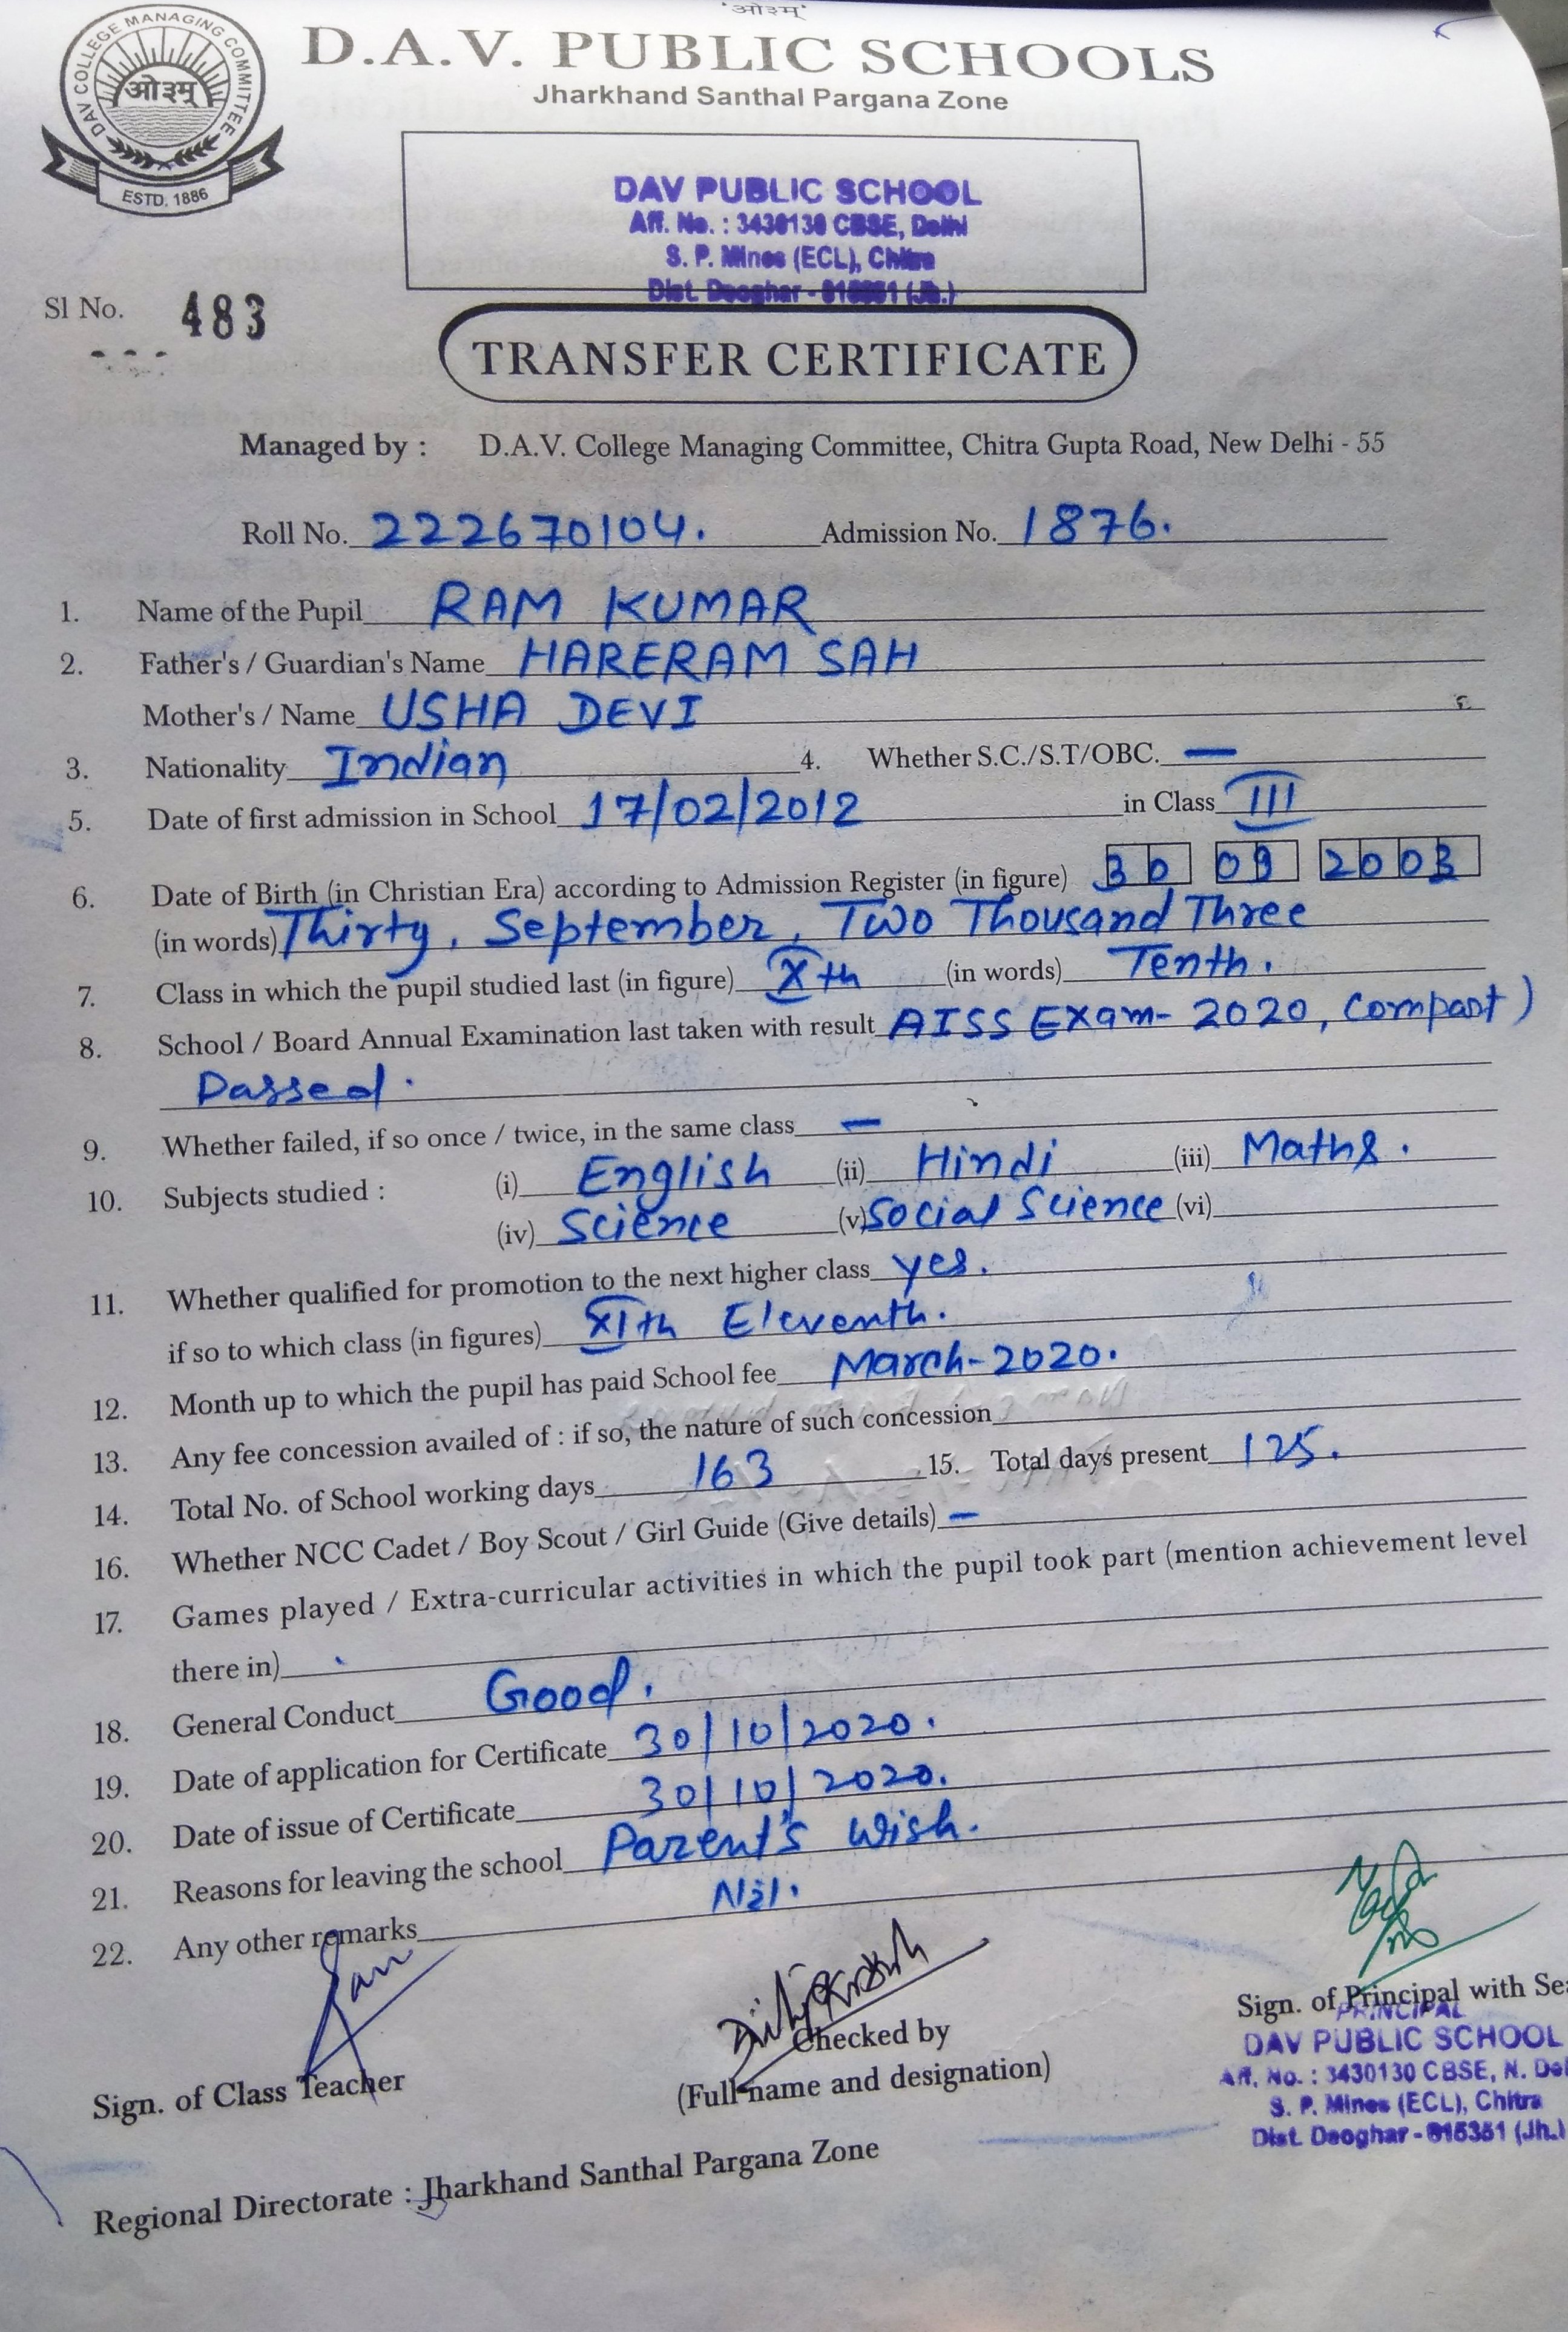 'ओ३म्'
DAV COLLEGE MANAGING COMMITTEE
ओ३म्
ESTD. 1886
D.A.V. PUBLIC SCHOOLS
Jharkhand Santhal Pargana Zone
DAV PUBLIC SCHOOL
Aff. No. : 3430130 CBSE, Delhi
S. P. Mines (ECL), Chitra
Dist. Deoghar - 815351 (Jh.)
Sl No. 483
TRANSFER CERTIFICATE
Managed by : D.A.V. College Managing Committee, Chitra Gupta Road, New Delhi - 55
Roll No. 222670104. Admission No. 1876.
1. Name of the Pupil RAM KUMAR
2. Father's / Guardian's Name HARERAM SAH
Mother's / Name USHA DEVI
3. Nationality Indian 4. Whether S.C./S.T/OBC. —
5. Date of first admission in School 17/02/2012 in Class III
6. Date of Birth (in Christian Era) according to Admission Register (in figure) 30 09 2003
(in words) Thirty, September, Two Thousand Three
7. Class in which the pupil studied last (in figure) Xth (in words) Tenth.
8. School / Board Annual Examination last taken with result AISS Exam- 2020, Compart)
Passed.
9. Whether failed, if so once / twice, in the same class —
10. Subjects studied : (i) English (ii) Hindi (iii) Maths.
(iv) Science (v) Social Science (vi)
11. Whether qualified for promotion to the next higher class yes.
if so to which class (in figures) XIth Eleventh.
12. Month up to which the pupil has paid School fee March-2020.
13. Any fee concession availed of : if so, the nature of such concession
14. Total No. of School working days 163 15. Total days present 125.
16. Whether NCC Cadet / Boy Scout / Girl Guide (Give details) —
17. Games played / Extra-curricular activities in which the pupil took part (mention achievement level
there in)
18. General Conduct Good.
19. Date of application for Certificate 30/10/2020.
20. Date of issue of Certificate 30/10/2020.
21. Reasons for leaving the school Parent's Wish.
22. Any other remarks Nil.
Sign. of Class Teacher
Checked by
(Full name and designation)
Sign. of Principal with Sea
PRINCIPAL
DAV PUBLIC SCHOOL
Aff. No. : 3430130 CBSE, N. Del
S. P. Mines (ECL), Chitra
Dist. Deoghar - 815351 (Jh.)
Regional Directorate : Jharkhand Santhal Pargana Zone